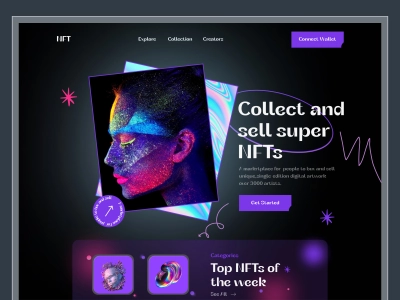 NFT
Explore
Collection
Creators
Connect Wallet
Collect and
sell super
NFTs
A marketplace for people to buy and sell
unique, single-edition digital artwork
over 3000 artists.
Get Started
Categories
Top NFTs of
the week
See All →